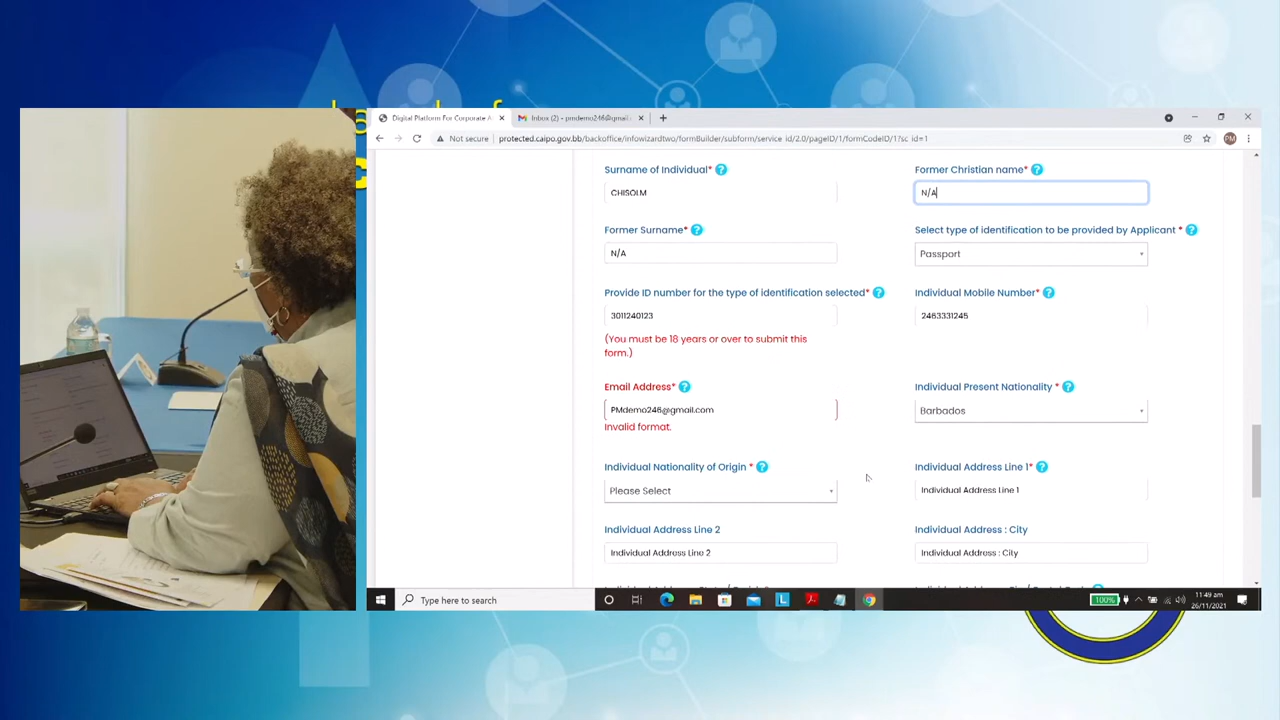 Digital Platform For Corporate A
Inbox (2) - pmdemo246@gmail.
Not secure
protected.caipo.gov.bb/backoffice/infowizardtwo/formBuilder/subform/service_id/2.0/pageID/1/formCodeID/1?sc_id=1
PM
Surname of Individual* ?
Former Christian name* ?
CHISOLM
N/A
Former Surname* ?
Select type of identification to be provided by Applicant * ?
N/A
Passport
Provide ID number for the type of identification selected* ?
Individual Mobile Number* ?
3011240123
2463331245
(You must be 18 years or over to submit this
form.)
Email Address* ?
Individual Present Nationality * ?
PMdemo246@gmail.com
Barbados
Invalid format.
Individual Nationality of Origin * ?
Individual Address Line 1* ?
Please Select
Individual Address Line 1
Individual Address Line 2
Individual Address : City
Individual Address Line 2
Individual Address : City
Type here to search
L
100%
11:49 am
26/11/2021